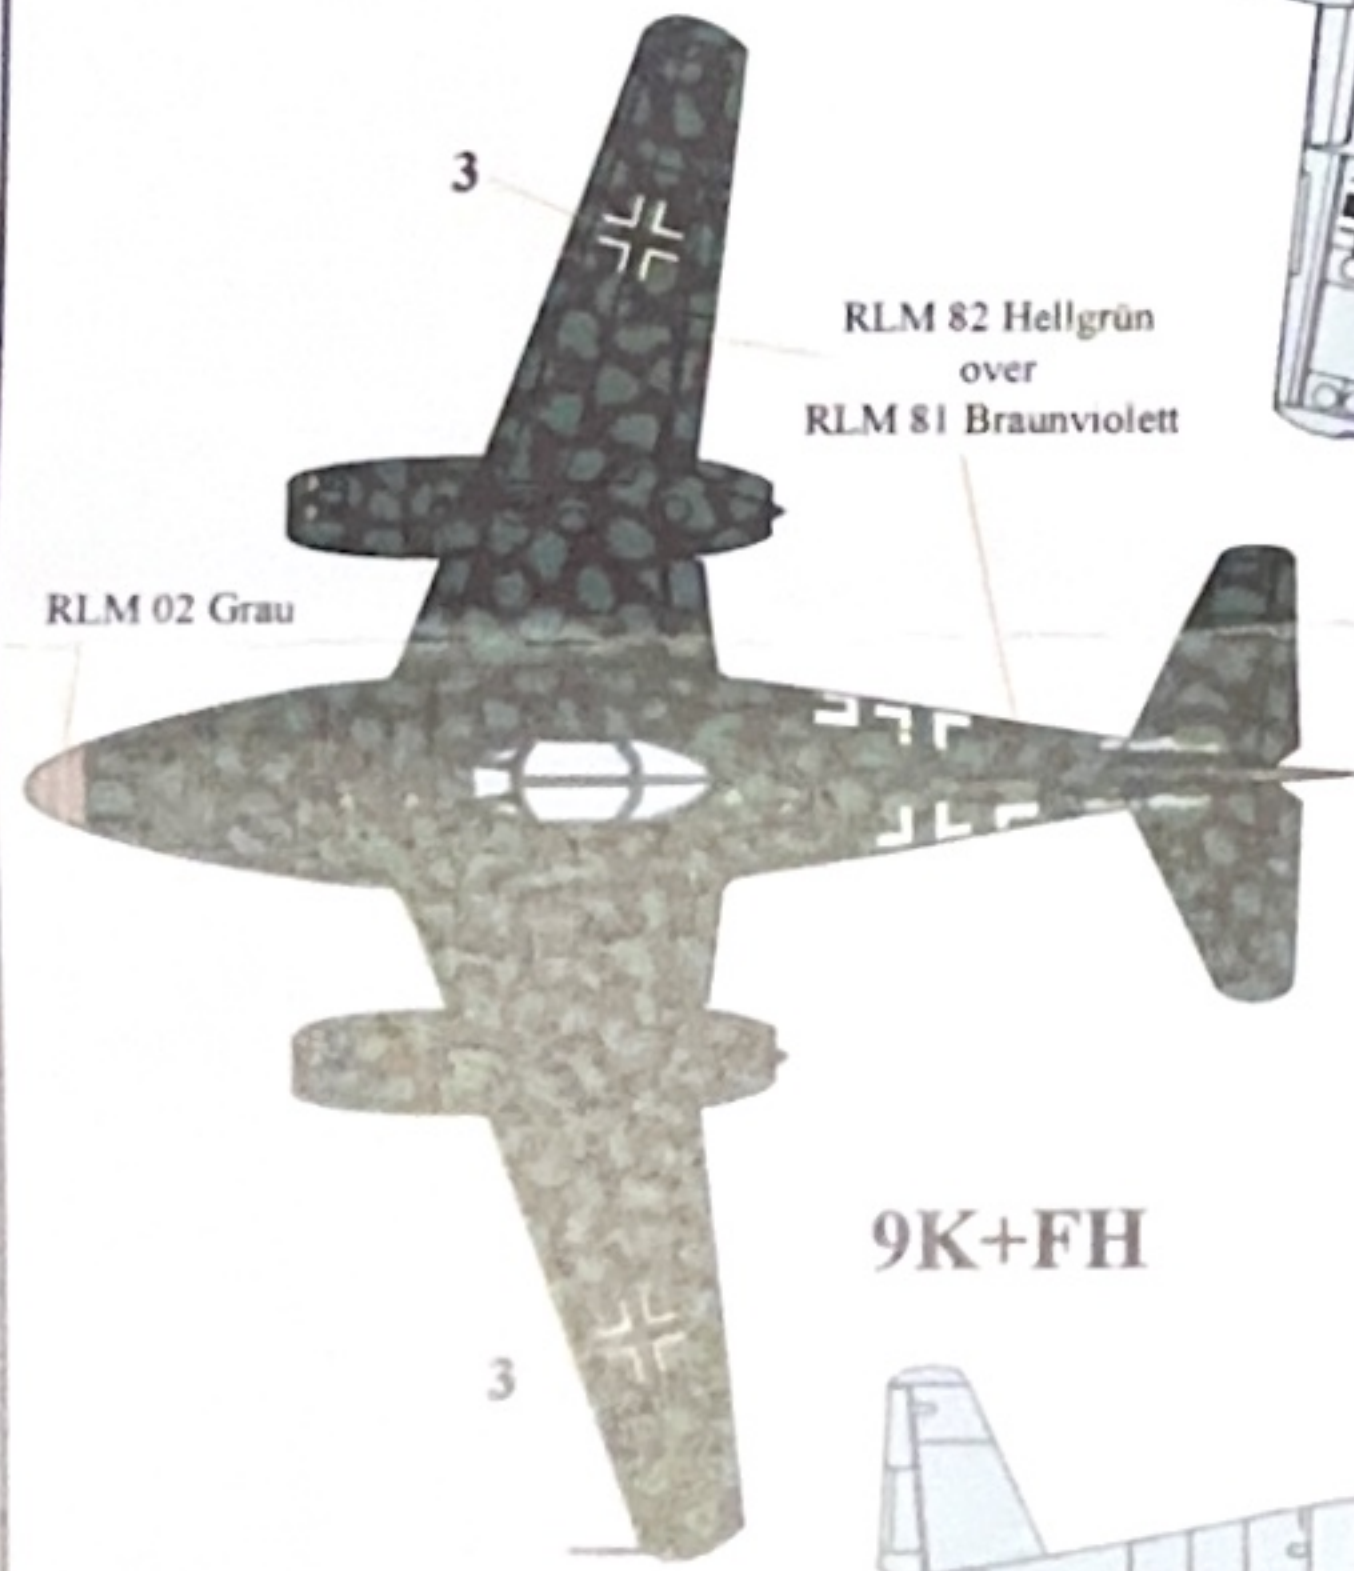 3
RLM 82 Hellgrün
over
RLM 81 Braunviolett
RLM 02 Grau
9K+FH
3